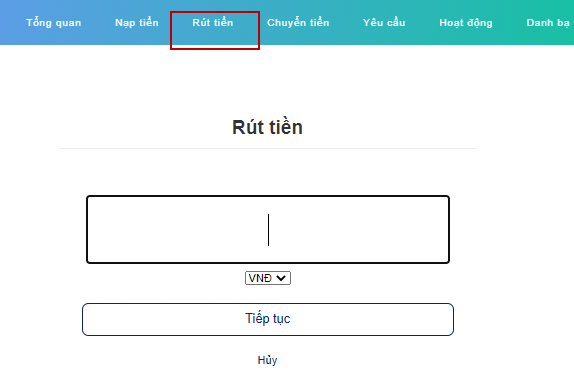 Tổng quan Nạp tiền Rút tiền Chuyển tiền Yêu cầu Hoạt động Danh bạ
Rút tiền
VNĐ
Tiếp tục
Hủy